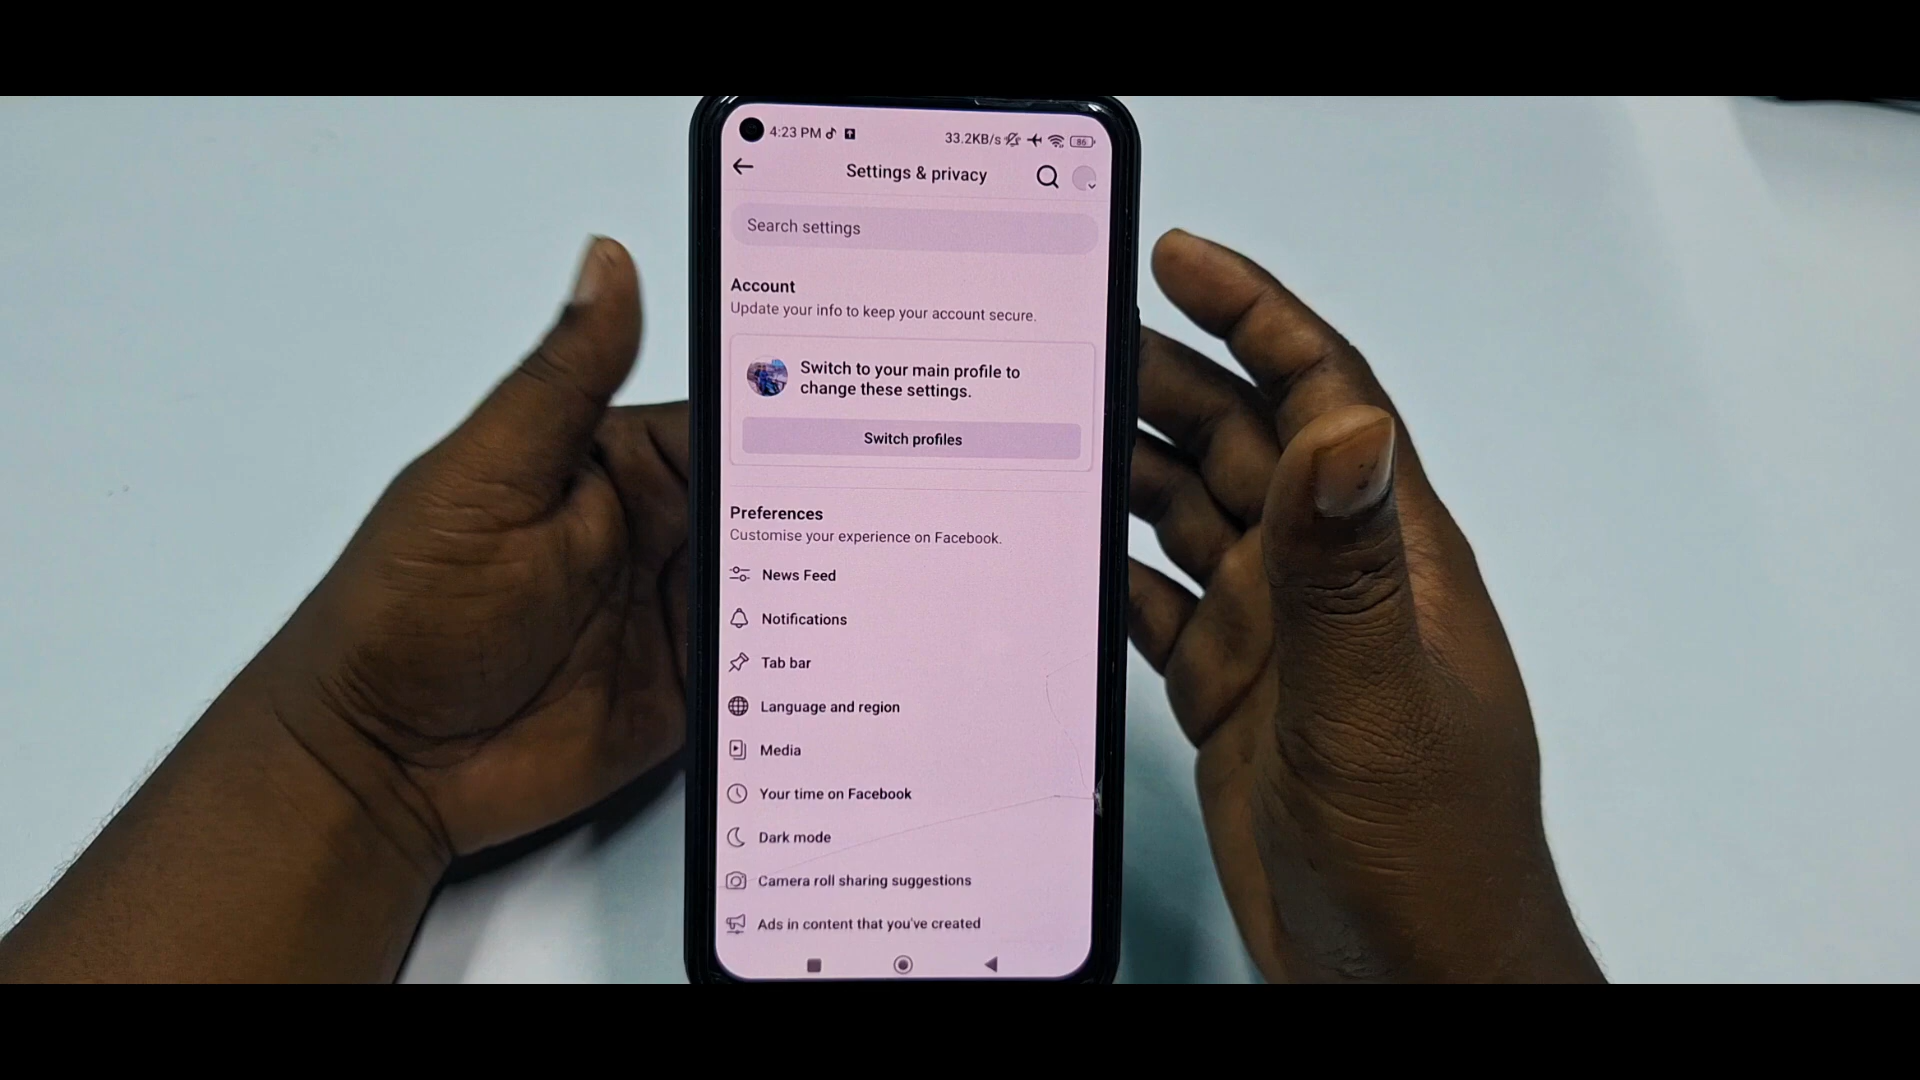 4:23 PM
33.2KB/s
86
Settings & privacy
Search settings
Account
Update your info to keep your account secure.
Switch to your main profile to
change these settings.
Switch profiles
Preferences
Customise your experience on Facebook.
News Feed
Notifications
Tab bar
Language and region
Media
Your time on Facebook
Dark mode
Camera roll sharing suggestions
Ads in content that you've created